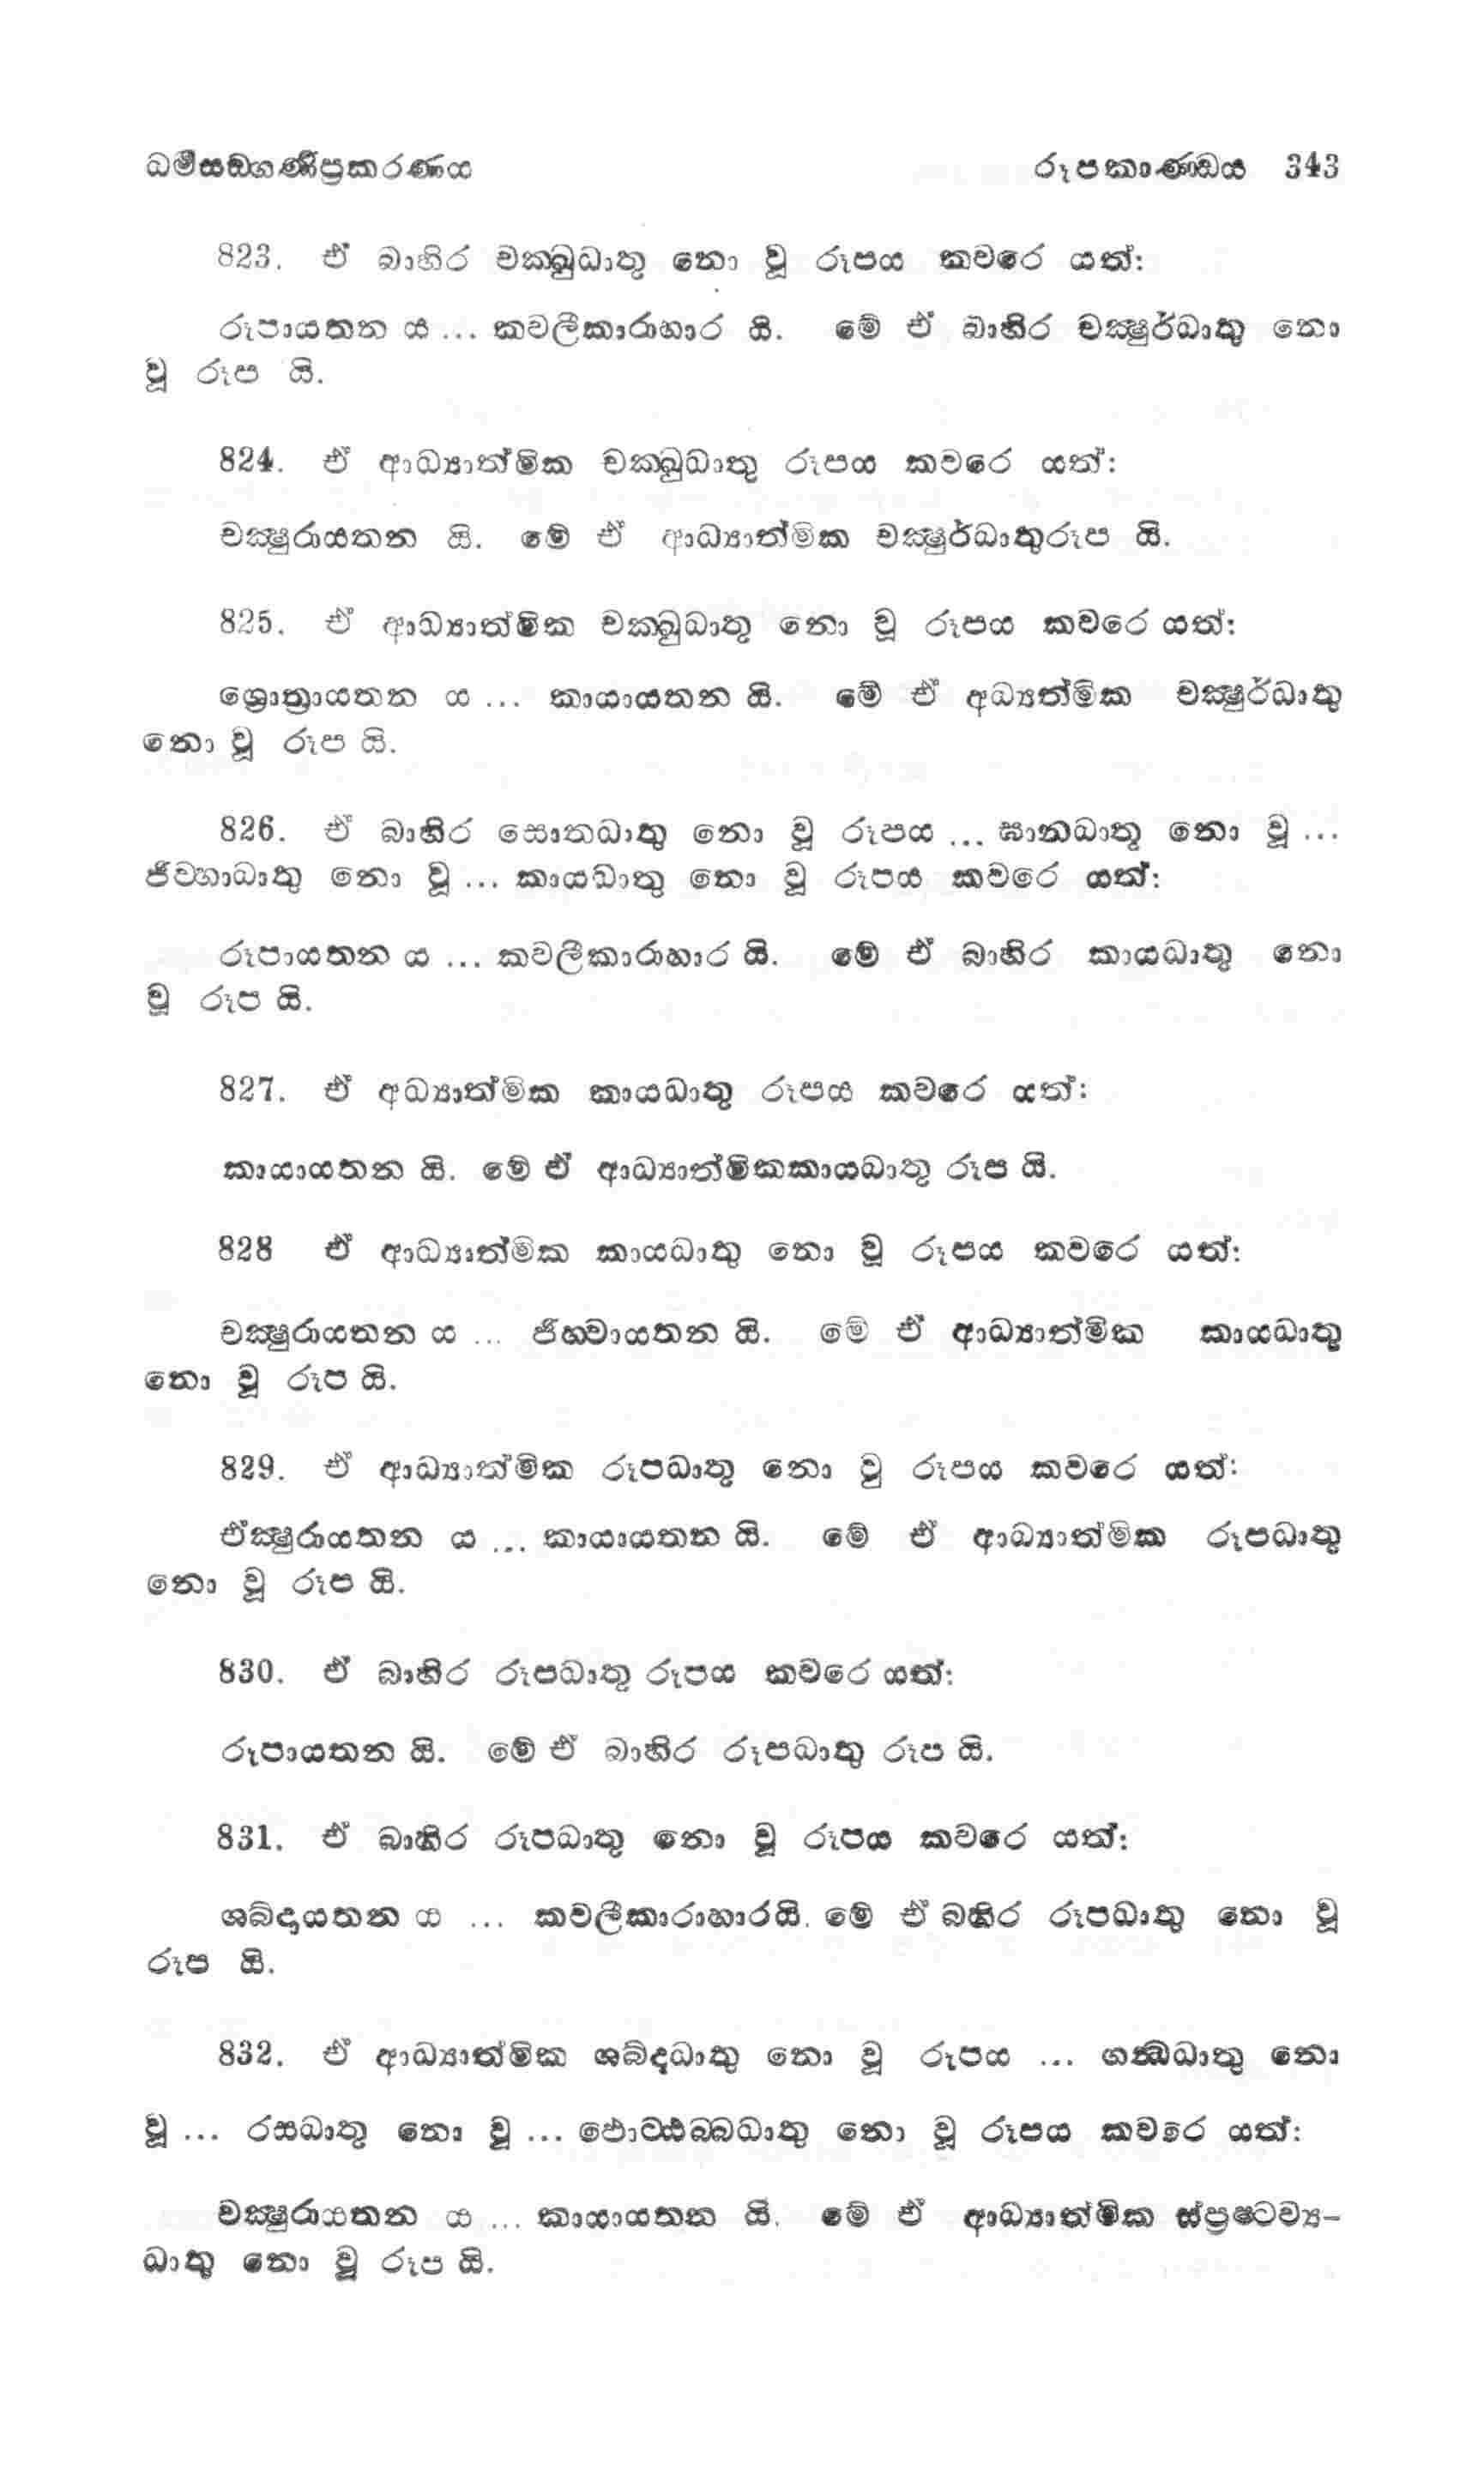 ධම්සඞගණිප්‍රකරණය රූපකාණ්ඩය 343
823. ඒ බාහිර චක්ඛුධාතු නො වූ රූපය කවරේ යත්:
රූපායතන ය ... කවලීකාරාහාර යි. මේ ඒ බාහිර චක්‍ෂුර්ධාතු නො
වූ රූප යි.
824. ඒ ආධ්‍යාත්මික චක්ඛුධාතු රූපය කවරේ යත්:
චක්‍ෂුරායතන යි. මේ ඒ ආධ්‍යාත්මික චක්‍ෂුර්ධාතුරූප යි.
825. ඒ ආධ්‍යාත්මික චක්ඛුධාතු නො වූ රූපය කවරේ යත්:
ශ්‍රොත්‍රායතන ය ... කායායතන යි. මේ ඒ අධ්‍යත්මික චක්‍ෂුර්ධාතු
නො වූ රූප යි.
826. ඒ බාහිර සොතධාතු නො වූ රූපය ... ඝානධාතු නො වූ ...
ජිව්හාධාතු නො වූ ... කායධාතු නො වූ රූපය කවරේ යත්:
රූපායතන ය ... කවලීකාරාහාර යි. මේ ඒ බාහිර කායධාතු නො
වූ රූප යි.
827. ඒ අධ්‍යාත්මික කායධාතු රූපය කවරේ යත්:
කායායතන යි. මේ ඒ ආධ්‍යාත්මිකකායධාතු රූප යි.
828 ඒ ආධ්‍යාත්මික කායධාතු නො වූ රූපය කවරේ යත්:
චක්‍ෂුරායතන ය ... ජිහ්වායතන යි. මේ ඒ ආධ්‍යාත්මික කායධාතු
නො වූ රූප යි.
829. ඒ ආධ්‍යාත්මික රූපධාතු නො වු රූපය කවරේ යත්:
ඒක්‍ෂුරායතන ය ... කායායතන යි. මේ ඒ ආධ්‍යාත්මික රූපධාතු
නො වූ රූප යි.
830. ඒ බාහිර රූපධාතු රූපය කවරේ යත්:
රූපායතන යි. මේ ඒ බාහිර රූපධාතු රූප යි.
831. ඒ බාහිර රූපධාතු නො වූ රූපය කවරේ යත්:
ශබ්දායතන ය ... කවලීකාරාහාරයි. මේ ඒ බහිර රූපධාතු නො වූ
රූප යි.
832. ඒ ආධ්‍යාත්මික ශබ්දධාතු නො වූ රූපය ... ගන්‍ධධාතු නො
වූ ... රසධාතු නො වූ ... ඵොට්ඨබ්බධාතු නො වූ රූපය කවරේ යත්:
චක්‍ෂුරායතන ය ... කායායතන යි. මේ ඒ ආධ්‍යාත්මික ස්ප්‍රෂ්ටව්‍ය-
ධාතු නො වූ රූප යි.